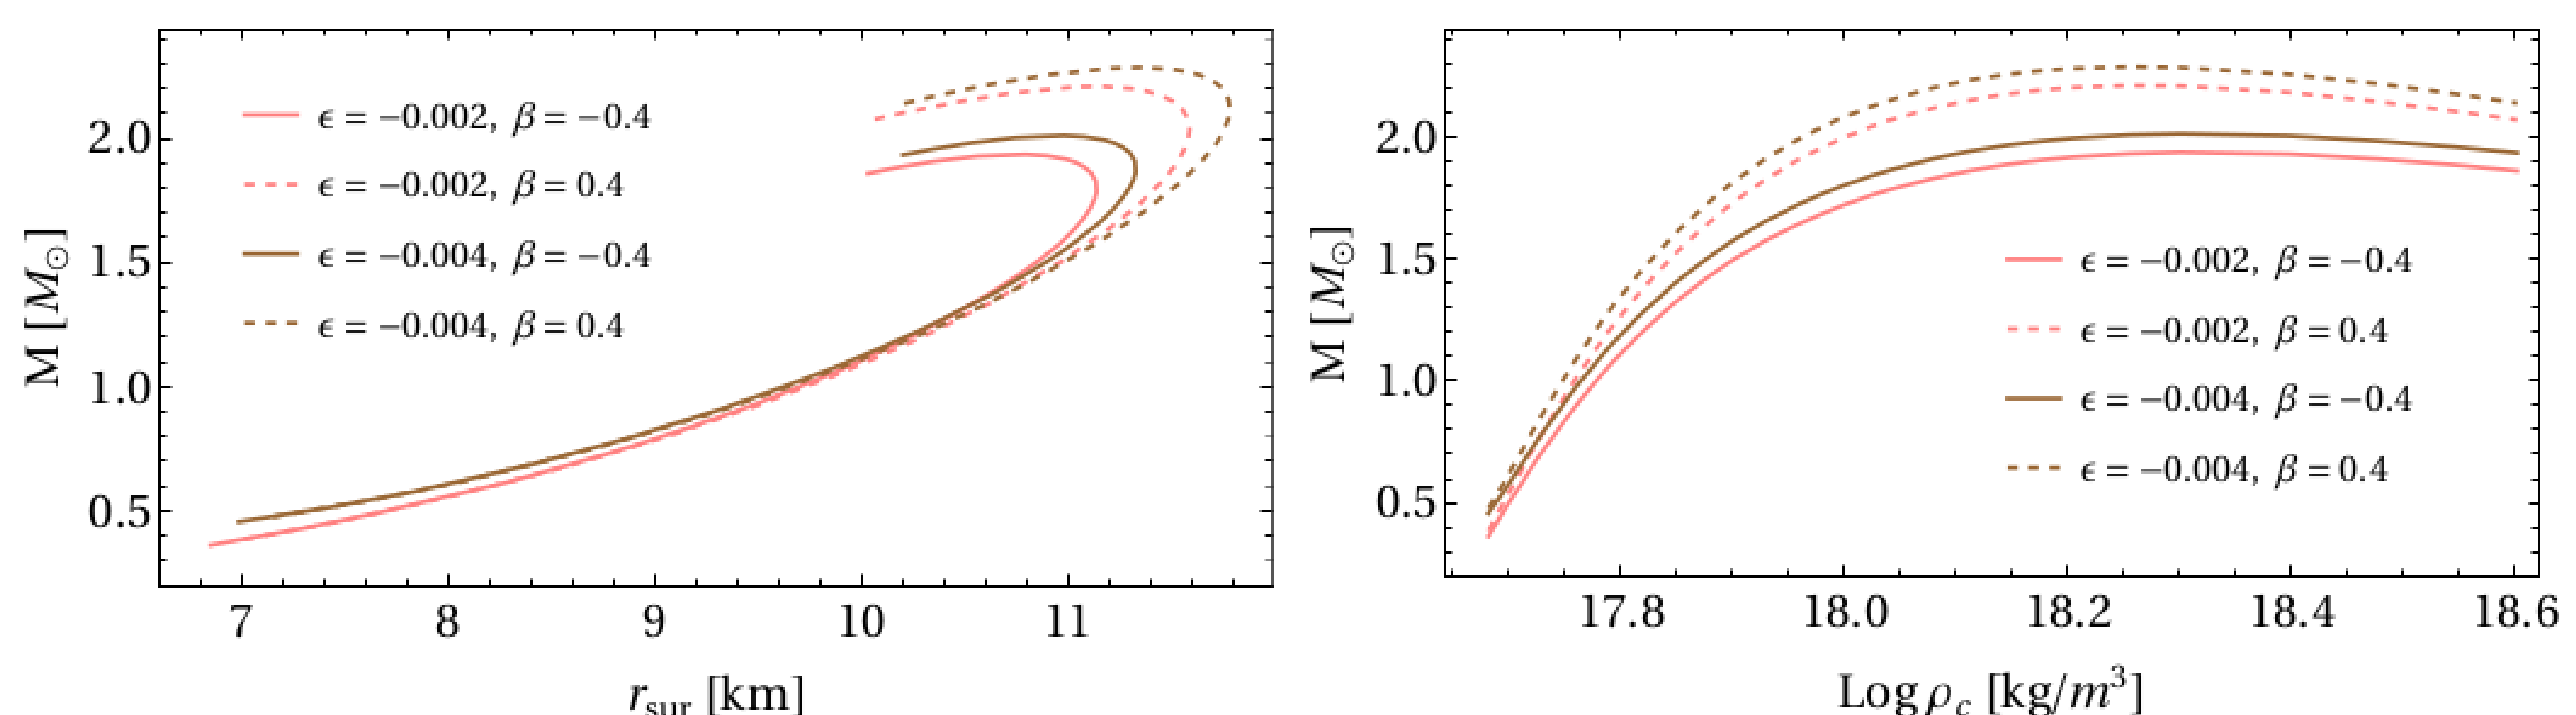 M [M⊙]
2.0
1.5
1.0
0.5
ϵ = −0.002, β = −0.4
ϵ = −0.002, β = 0.4
ϵ = −0.004, β = −0.4
ϵ = −0.004, β = 0.4
7 8 9 10 11
r_sur [km]
M [M⊙]
2.0
1.5
1.0
0.5
ϵ = −0.002, β = −0.4
ϵ = −0.002, β = 0.4
ϵ = −0.004, β = −0.4
ϵ = −0.004, β = 0.4
17.8 18.0 18.2 18.4 18.6
Log ρ_c [kg/m³]